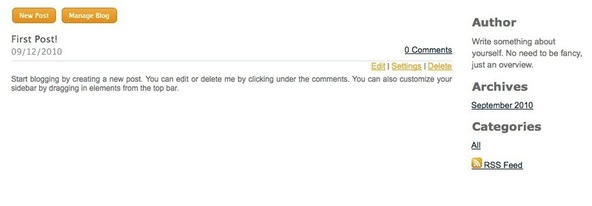 New Post Manage Blog
First Post!
09/12/2010
0 Comments
Edit | Settings | Delete
Start blogging by creating a new post. You can edit or delete me by clicking under the comments. You can also customize your
sidebar by dragging in elements from the top bar.
Author
Write something about
yourself. No need to be fancy,
just an overview.
Archives
September 2010
Categories
All
RSS Feed